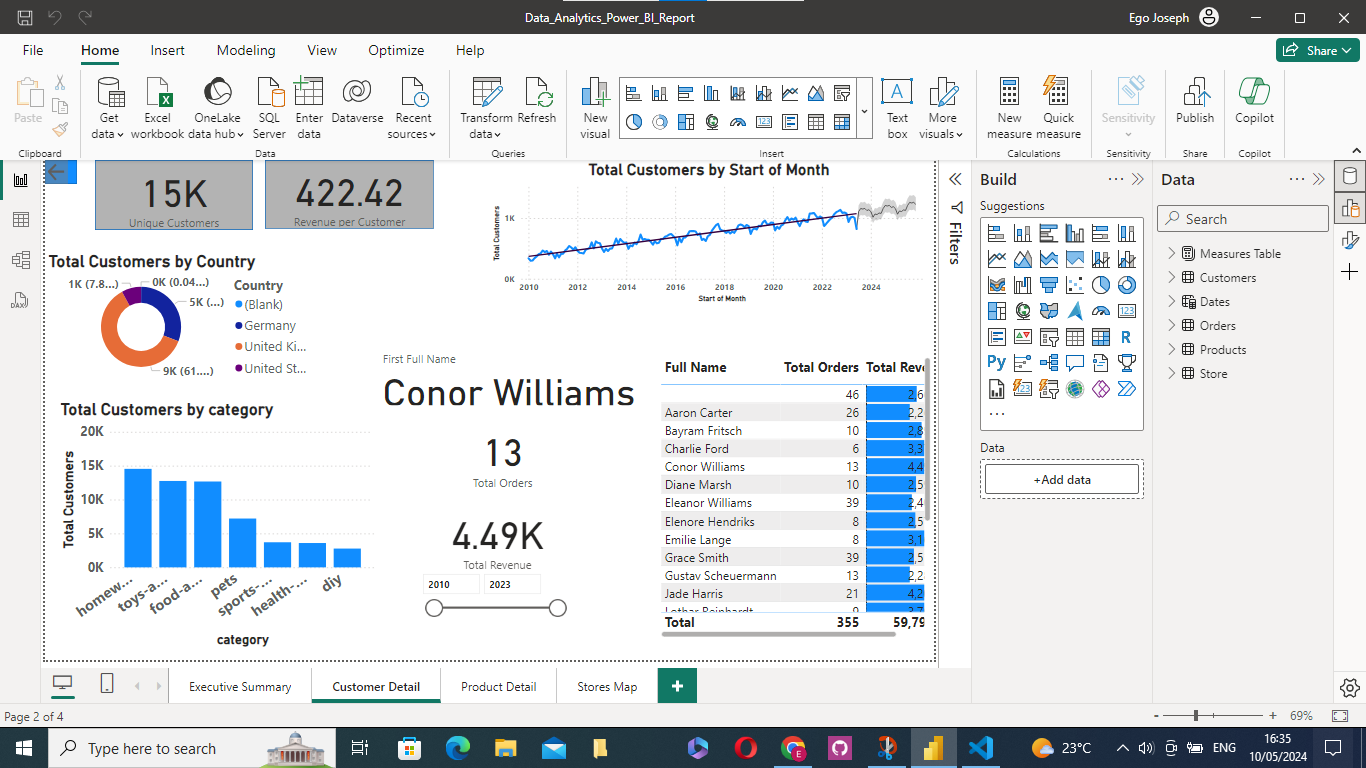 Data_Analytics_Power_BI_Report
Ego Joseph
File Home Insert Modeling View Optimize Help
Share
Paste
Get data
Excel workbook
OneLake data hub
SQL Server
Enter data
Dataverse
Recent sources
Transform data
Refresh
New visual
Text box
More visuals
New measure
Quick measure
Sensitivity
Publish
Copilot
Clipboard
Data
Queries
Insert
Calculations
Sensitivity
Share
Copilot
15K
Unique Customers
422.42
Revenue per Customer
Total Customers by Start of Month
Total Customers
1K
0K
2010 2012 2014 2016 2018 2020 2022 2024
Start of Month
Total Customers by Country
1K (7.8...)
0K (0.04...)
5K (...)
9K (61....)
Country
(Blank)
Germany
United Ki...
United St...
Total Customers by category
Total Customers
20K
15K
10K
5K
0K
homew... toys-a... food-a... pets sports-... health-... diy
category
First Full Name
Conor Williams
13
Total Orders
4.49K
Total Revenue
2010 2023
Full Name Total Orders Total Reve
46 2,6
Aaron Carter 26 2,2
Bayram Fritsch 10 2,8
Charlie Ford 6 3,3
Conor Williams 13 4,4
Diane Marsh 10 2,5
Eleanor Williams 39 2,4
Elenore Hendriks 8 2,5
Emilie Lange 8 3,1
Grace Smith 39 2,5
Gustav Scheuermann 13 2,2
Jade Harris 21 4,2
Lothar Reinhardt 9 3,7
Total 355 59,79
Filters
Build
Suggestions
R
Py
123
...
Data
+Add data
Data
Search
Measures Table
Customers
Dates
Orders
Products
Store
DAX
Executive Summary
Customer Detail
Product Detail
Stores Map
+
Page 2 of 4
- + 69%
Type here to search
23°C
ENG
16:35
10/05/2024